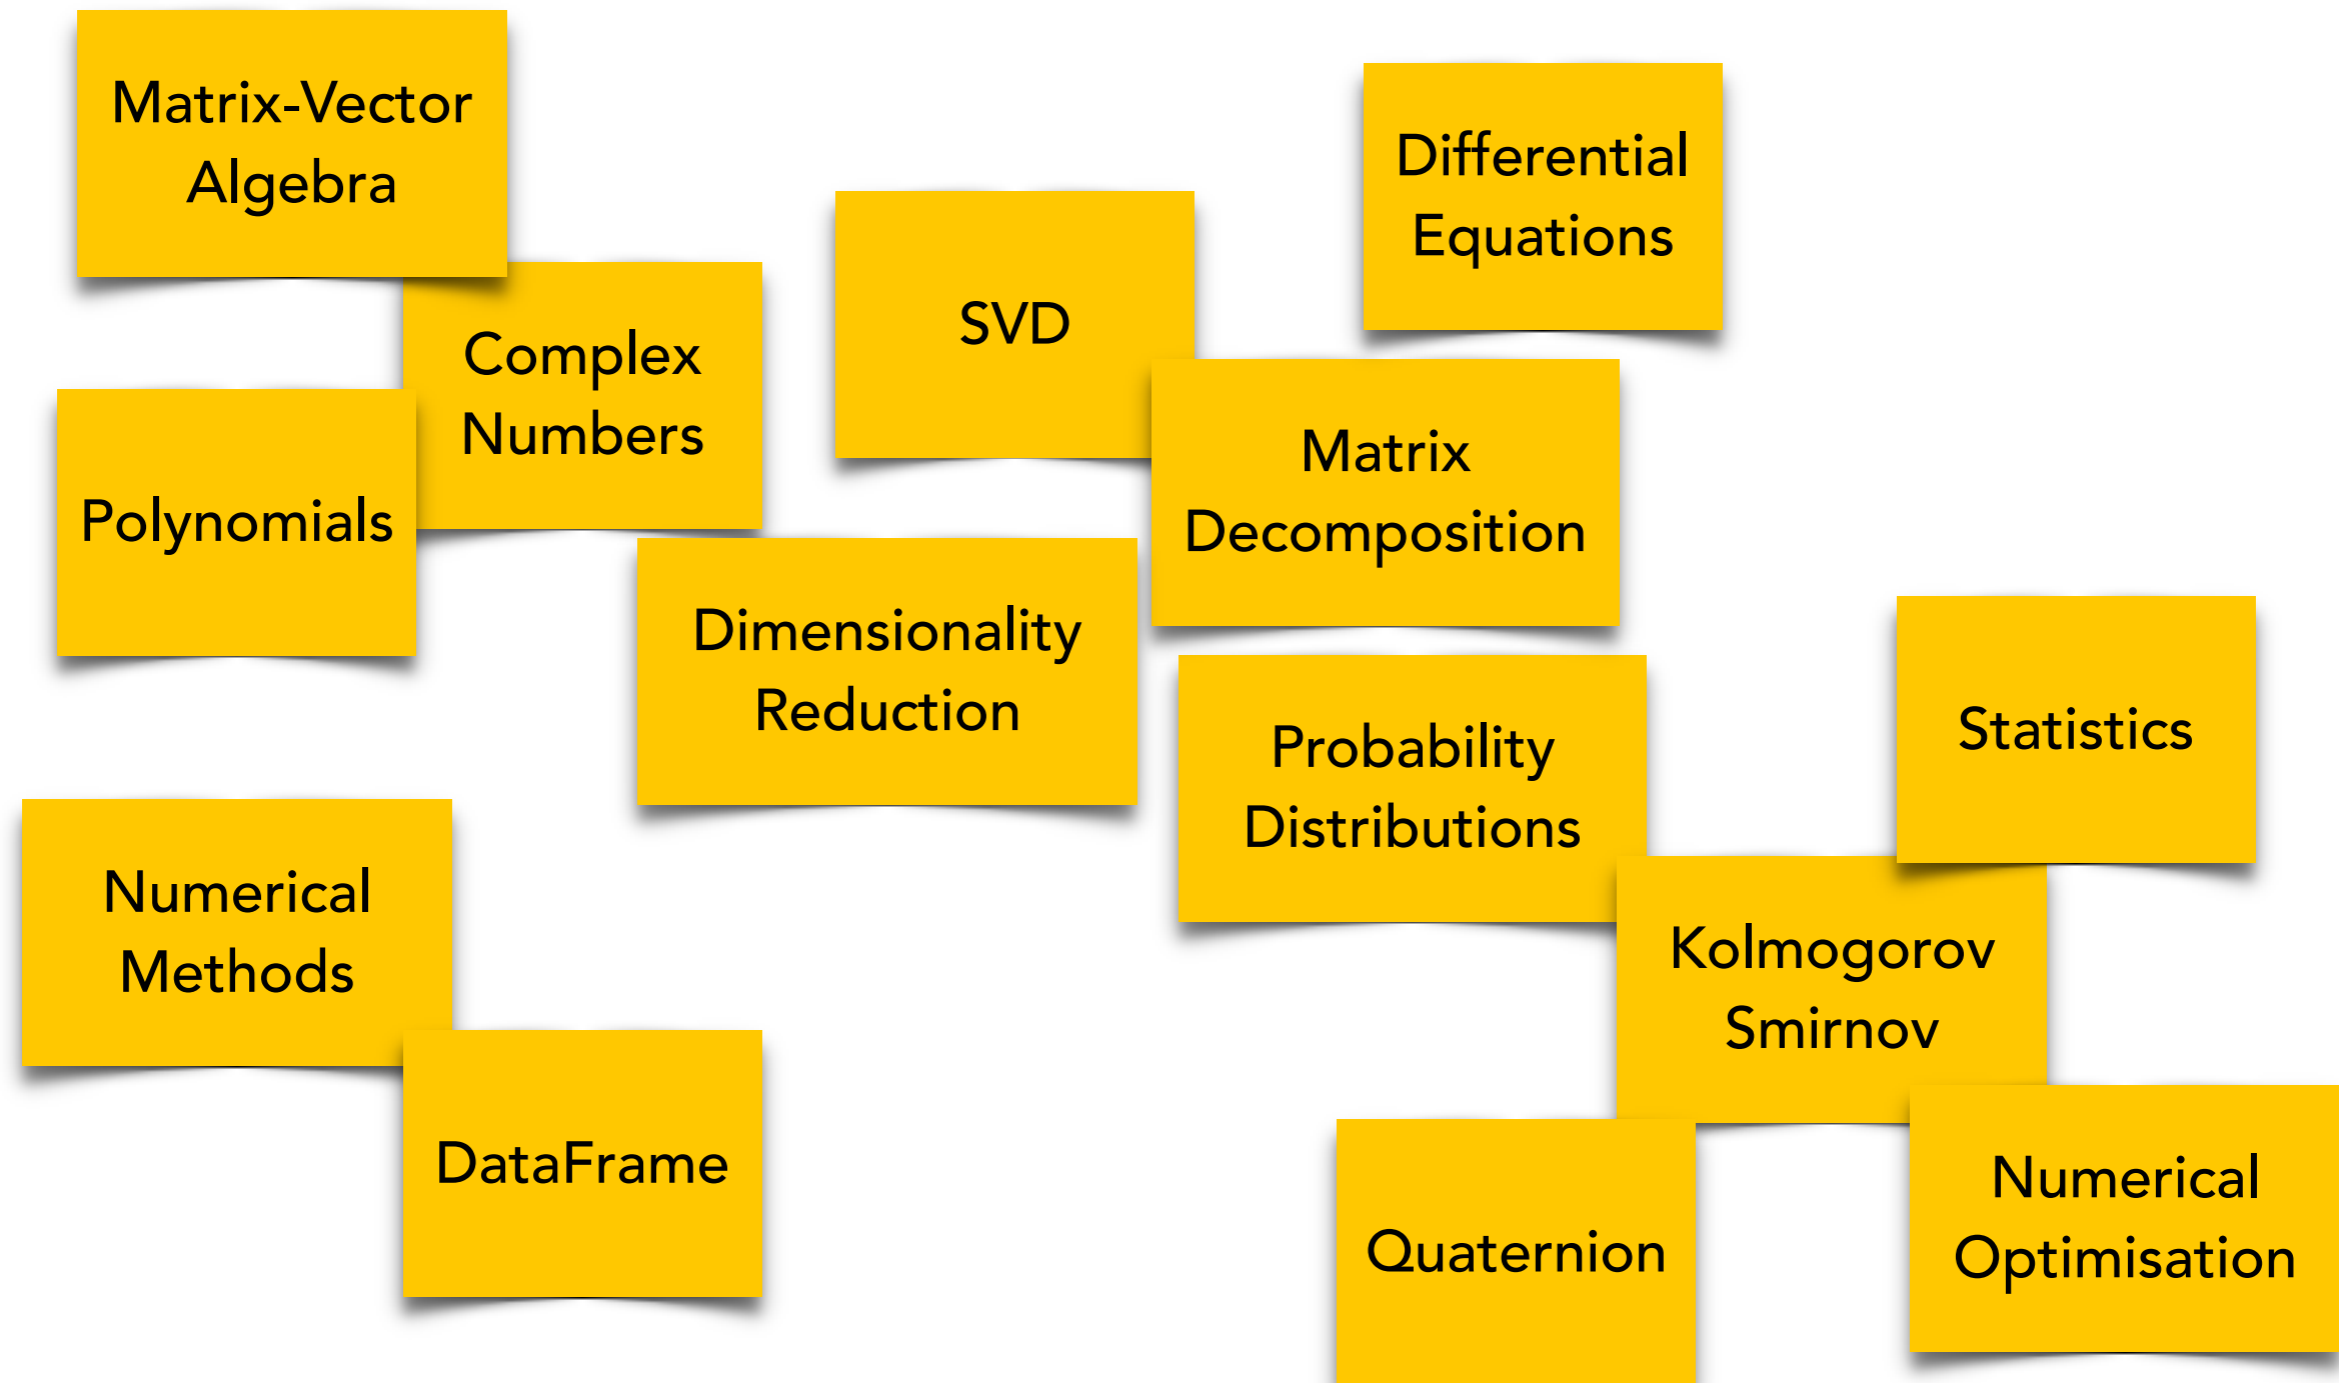 Matrix-Vector
Algebra
Differential
Equations
SVD
Complex
Numbers
Polynomials
Matrix
Decomposition
Dimensionality
Reduction
Probability
Distributions
Statistics
Numerical
Methods
Kolmogorov
Smirnov
DataFrame
Quaternion
Numerical
Optimisation